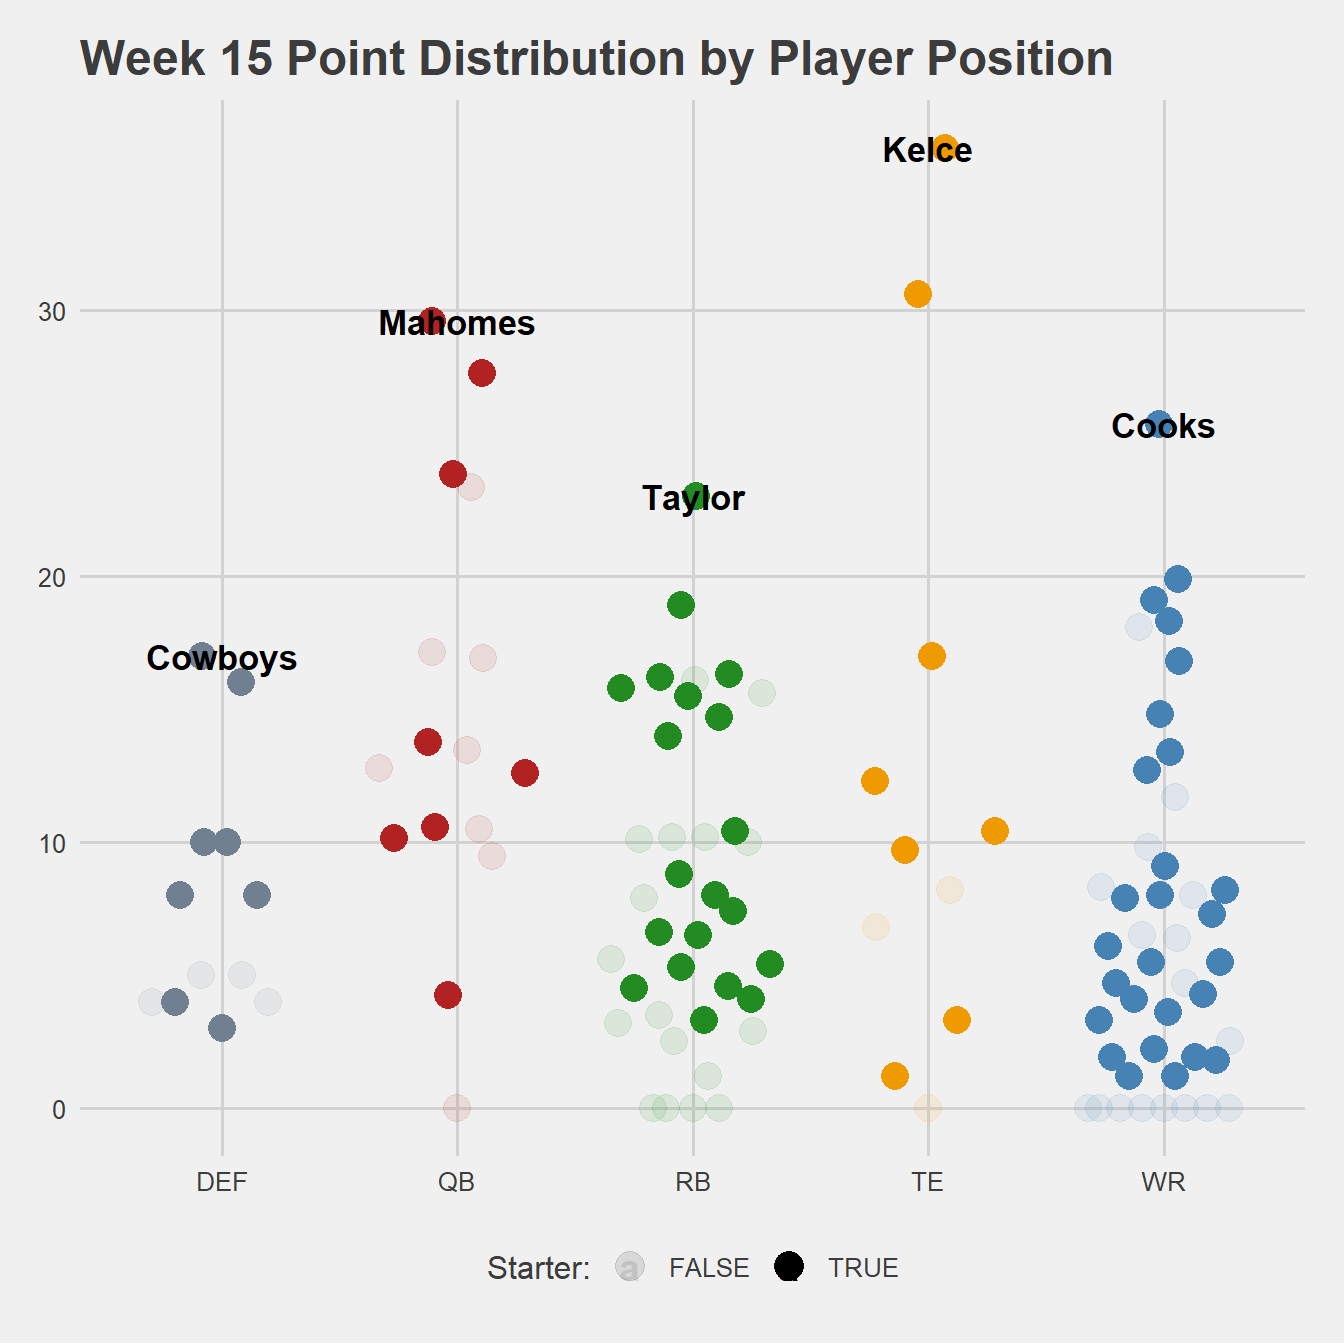 Week 15 Point Distribution by Player Position
Kelce
30
Mahomes
Cooks
Taylor
20
Cowboys
10
0
DEF QB RB TE WR
Starter: a FALSE TRUE